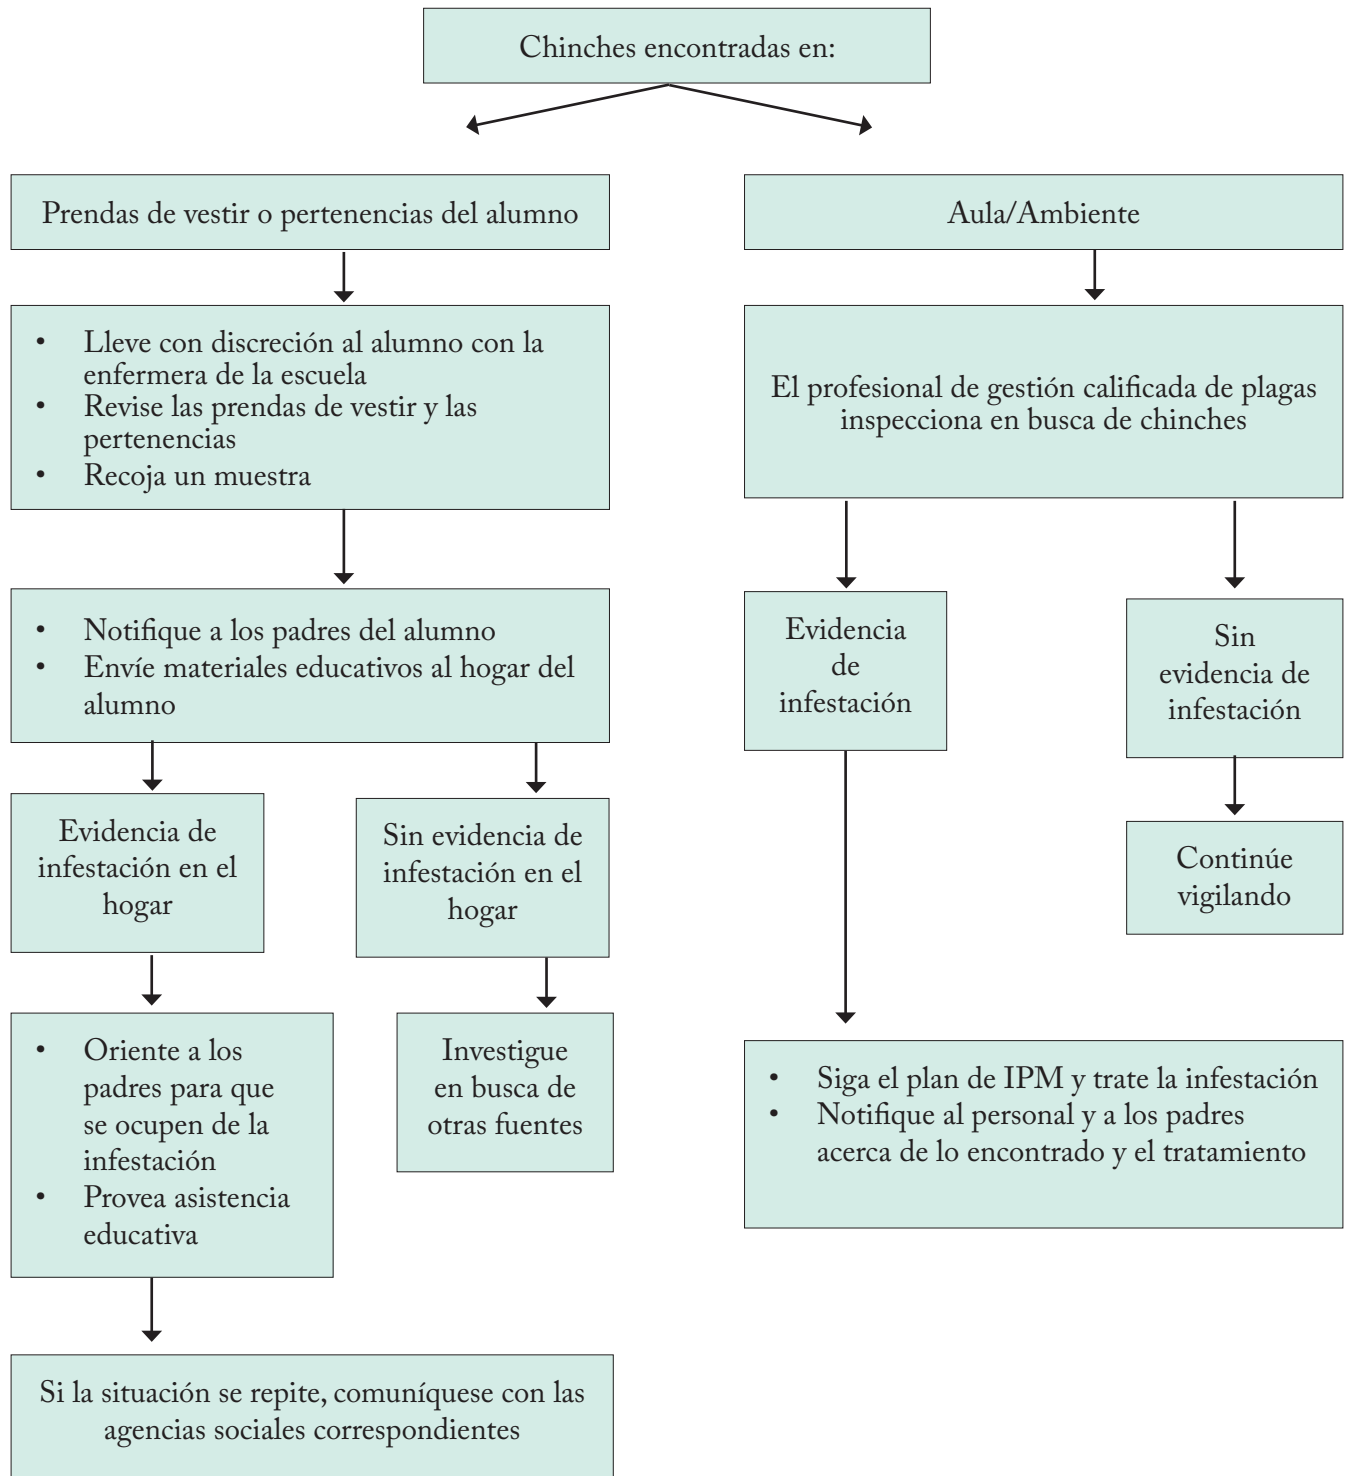 Chinches encontradas en:
Prendas de vestir o pertenencias del alumno
• Lleve con discreción al alumno con la
enfermera de la escuela
• Revise las prendas de vestir y las
pertenencias
• Recoja un muestra
• Notifique a los padres del alumno
• Envíe materiales educativos al hogar del
alumno
Evidencia de
infestación en el
hogar
Sin evidencia de
infestación en el
hogar
• Oriente a los
padres para que
se ocupen de la
infestación
• Provea asistencia
educativa
Investigue
en busca de
otras fuentes
Si la situación se repite, comuníquese con las
agencias sociales correspondientes
Aula/Ambiente
El profesional de gestión calificada de plagas
inspecciona en busca de chinches
Evidencia
de
infestación
Sin
evidencia de
infestación
Continúe
vigilando
• Siga el plan de IPM y trate la infestación
• Notifique al personal y a los padres
acerca de lo encontrado y el tratamiento